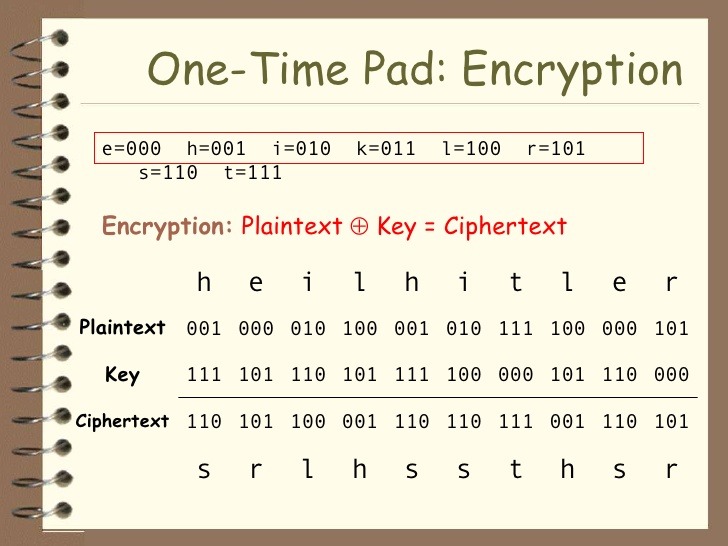 One-Time Pad: Encryption
e=000 h=001 i=010 k=011 l=100 r=101
s=110 t=111
Encryption: Plaintext ⊕ Key = Ciphertext
h e i l h i t l e r
Plaintext 001 000 010 100 001 010 111 100 000 101
Key 111 101 110 101 111 100 000 101 110 000
Ciphertext 110 101 100 001 110 110 111 001 110 101
s r l h s s t h s r